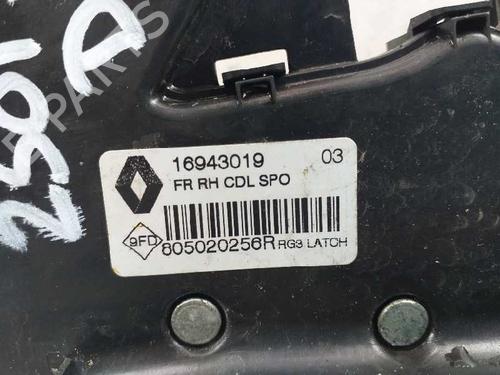 16943019 03
FR RH CDL SPO
9FD 805020256R RG3 LATCH